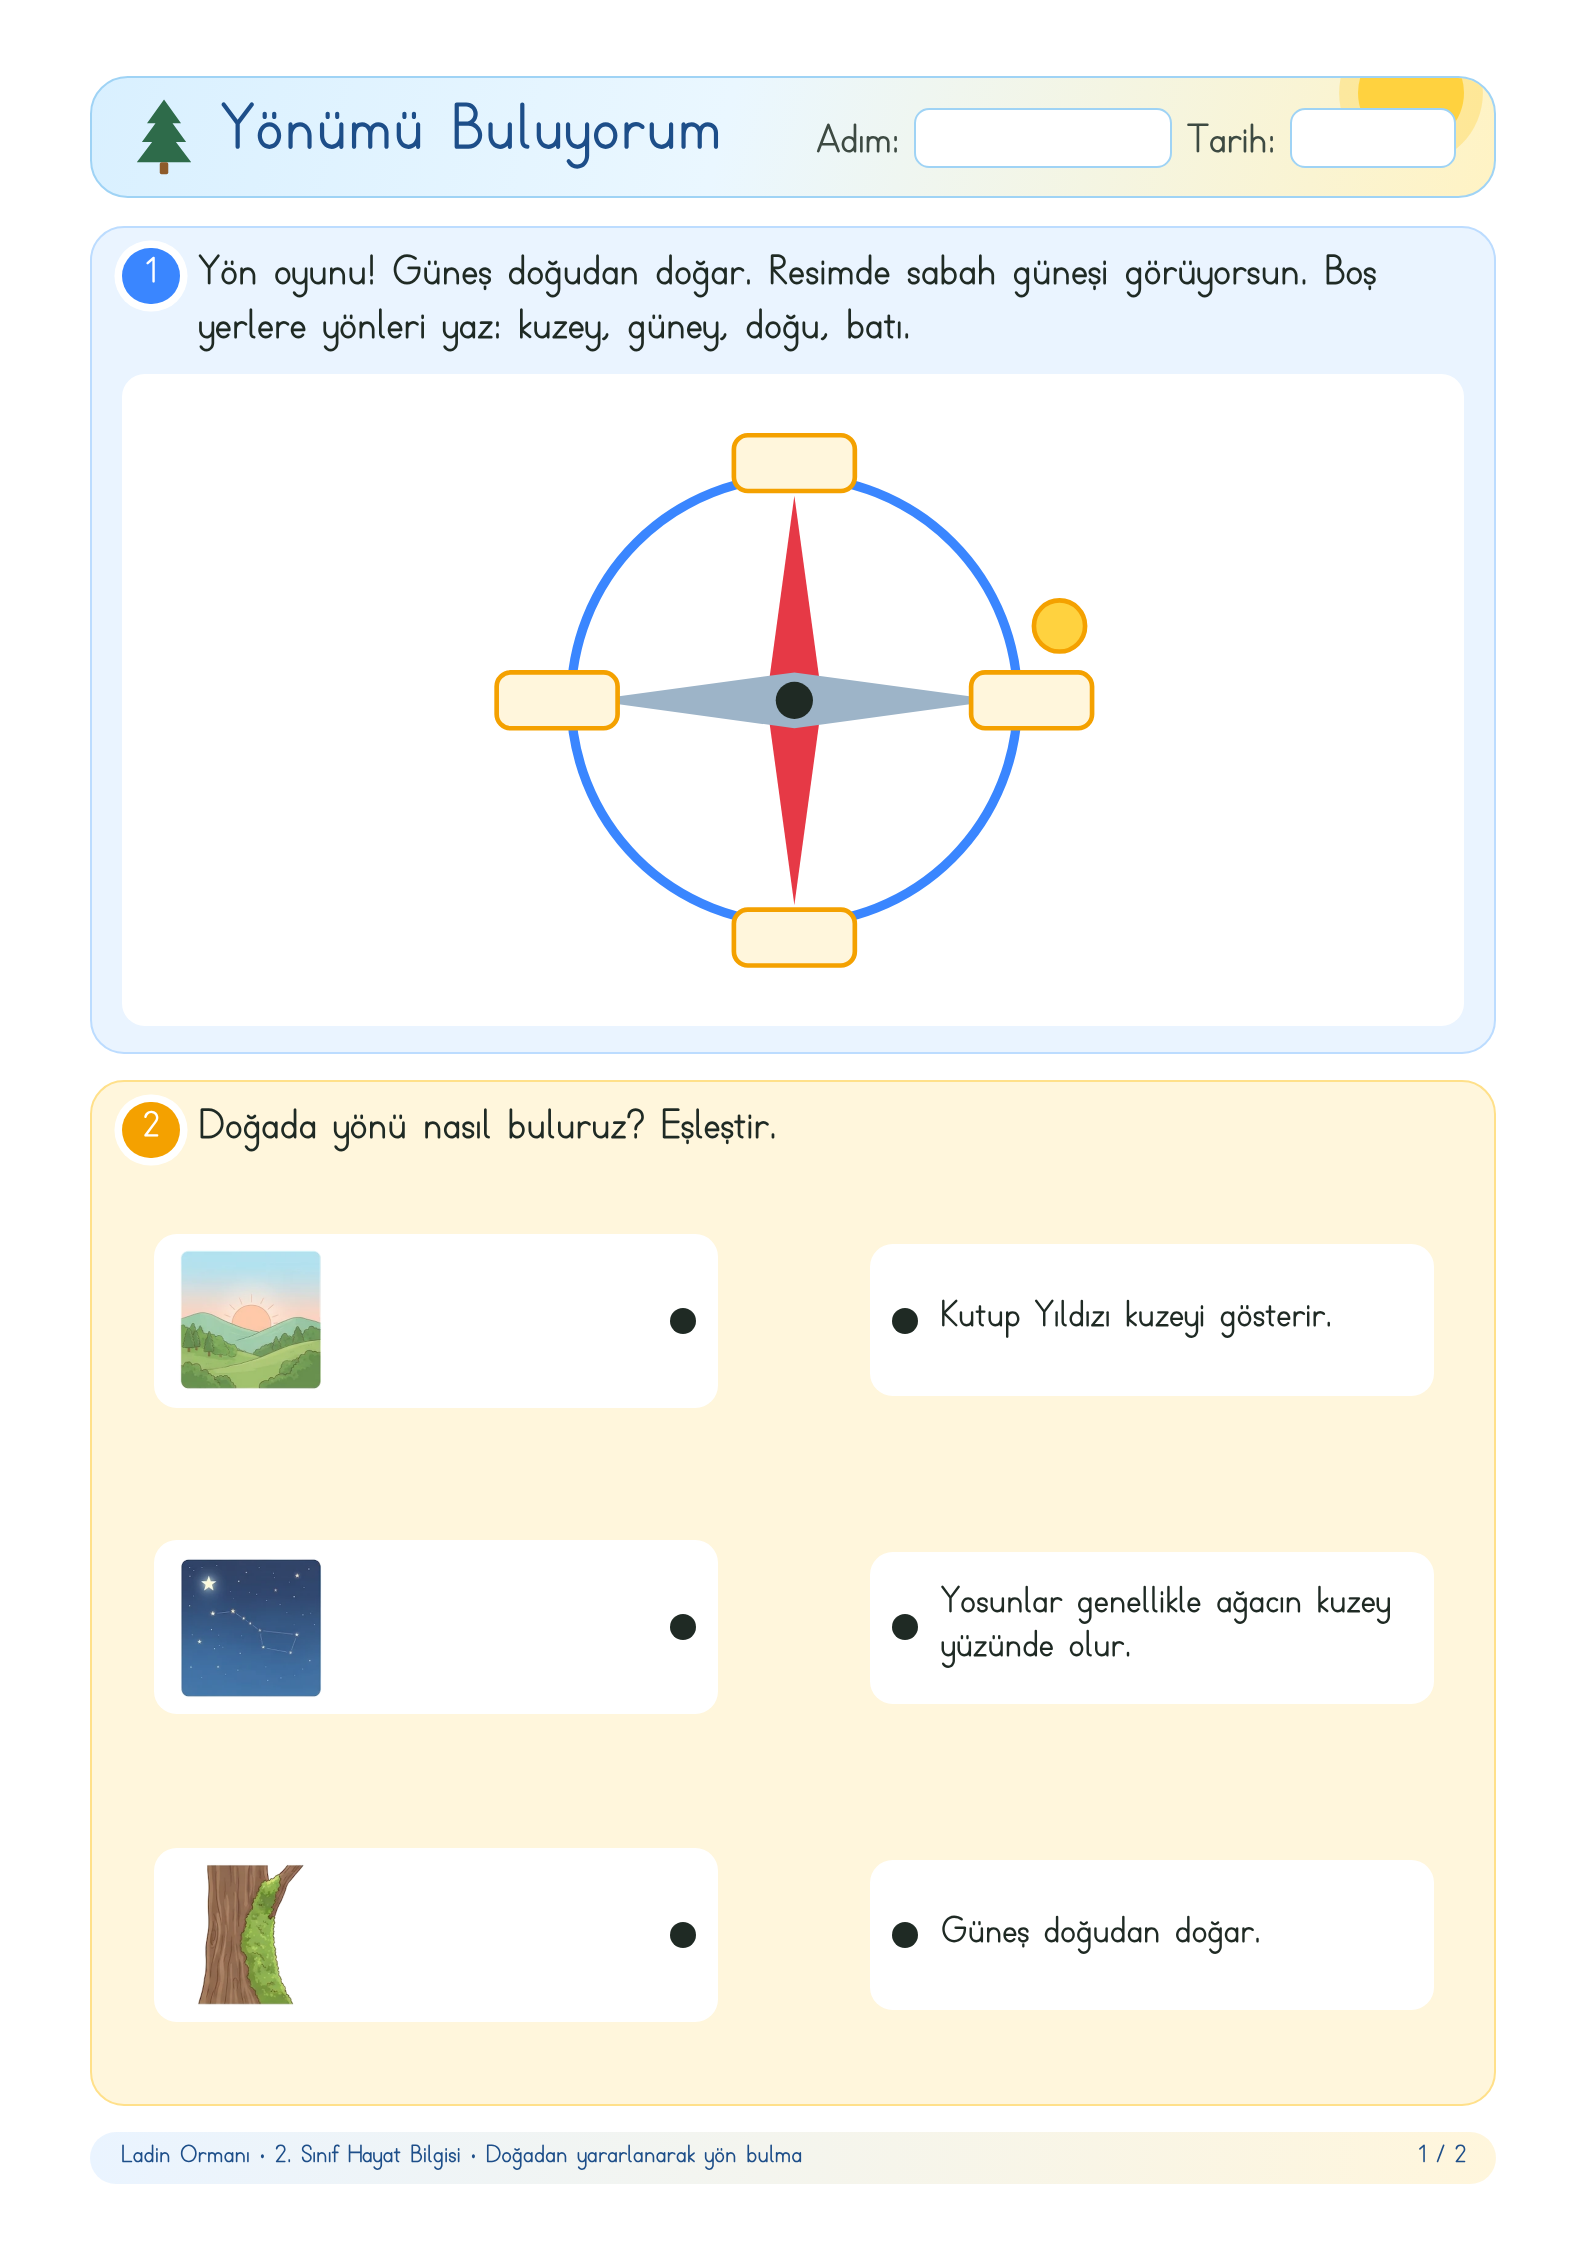 Yönümü Buluyorum
Adım:
Tarih:
1
Yön oyunu! Güneş doğudan doğar. Resimde sabah güneşi görüyorsun. Boş
yerlere yönleri yaz: kuzey, güney, doğu, batı.
2
Doğada yönü nasıl buluruz? Eşleştir.
Kutup Yıldızı kuzeyi gösterir.
Yosunlar genellikle ağacın kuzey
yüzünde olur.
Güneş doğudan doğar.
Ladin Ormanı • 2. Sınıf Hayat Bilgisi • Doğadan yararlanarak yön bulma
1 / 2